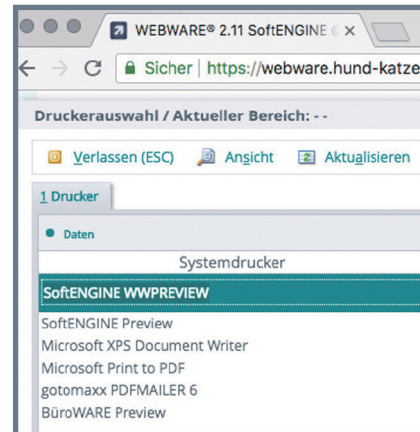 WEBWARE® 2.11 SoftENGINE
Sicher | https://webware.hund-katze
Druckerauswahl / Aktueller Bereich: - -
Verlassen (ESC) Ansicht Aktualisieren
1 Drucker
Daten
Systemdrucker
SoftENGINE WWPREVIEW
SoftENGINE Preview
Microsoft XPS Document Writer
Microsoft Print to PDF
gotomaxx PDFMAILER 6
BüroWARE Preview